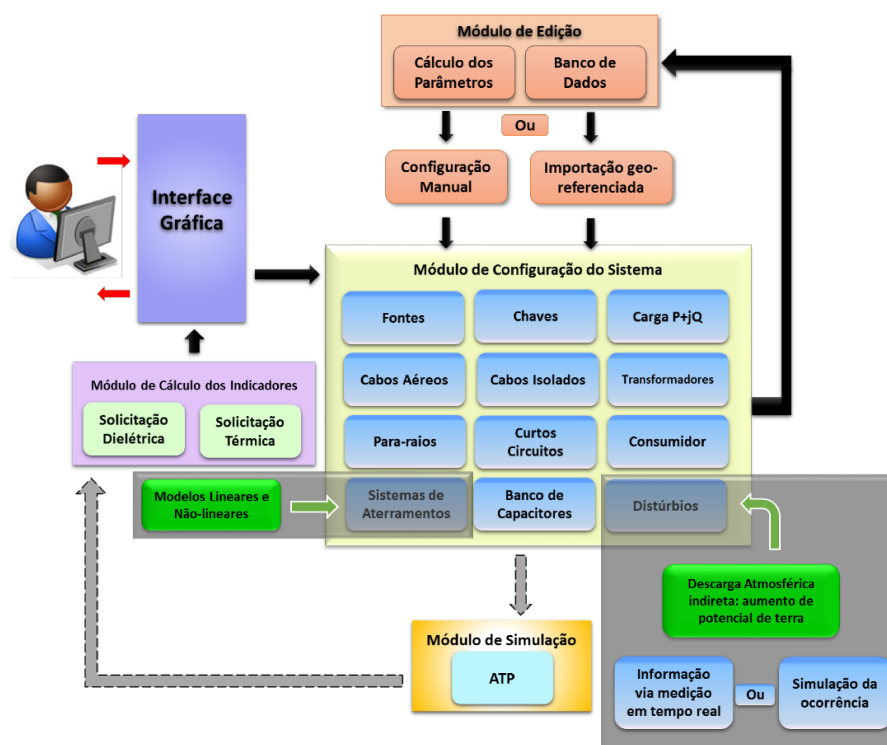 Módulo de Edição
Cálculo dos
Parâmetros
Banco de
Dados
Ou
Configuração
Manual
Importação geo-
referenciada
Interface
Gráfica
Módulo de Configuração do Sistema
Fontes
Chaves
Carga P+jQ
Cabos Aéreos
Cabos Isolados
Transformadores
Para-raios
Curtos
Circuitos
Consumidor
Sistemas de
Aterramentos
Banco de
Capacitores
Distúrbios
Módulo de Cálculo dos Indicadores
Solicitação
Dielétrica
Solicitação
Térmica
Modelos Lineares e
Não-lineares
Descarga Atmosférica
indireta: aumento de
potencial de terra
Módulo de Simulação
ATP
Informação
via medição
em tempo real
Ou
Simulação da
ocorrência